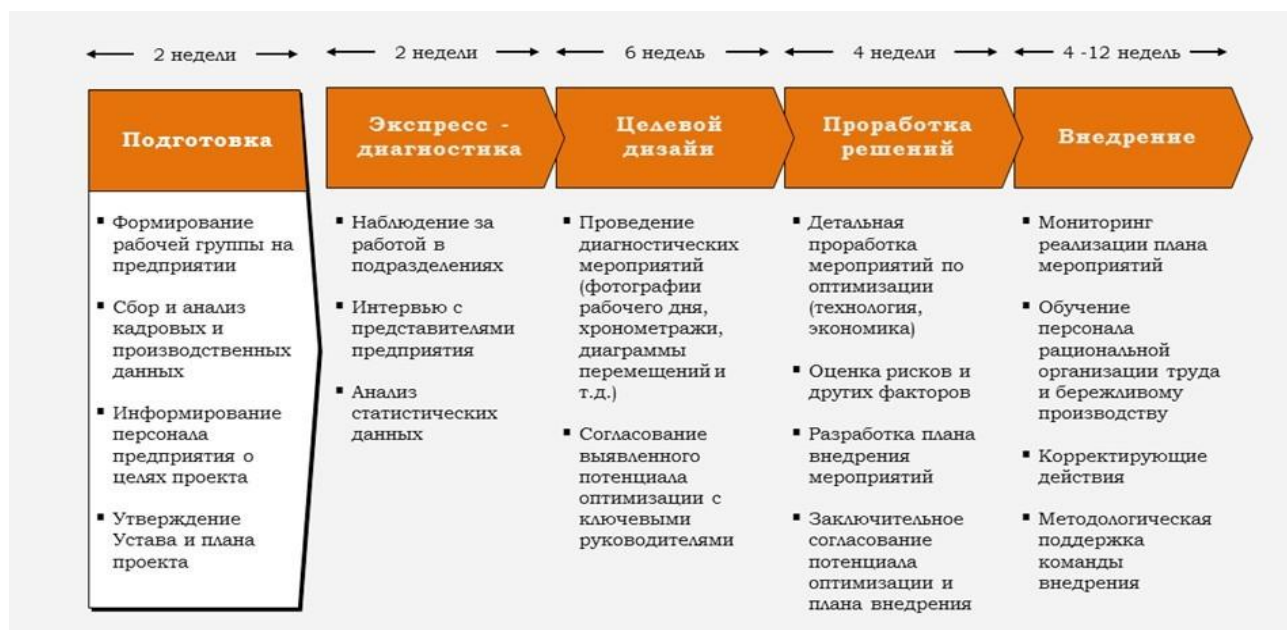 2 недели
2 недели
6 недель
4 недели
4 -12 недель
Подготовка
Экспресс -
диагностика
Целевой
дизайн
Проработка
решений
Внедрение
▪ Формирование
рабочей группы на
предприятии
▪ Сбор и анализ
кадровых и
производственных
данных
▪ Информирование
персонала
предприятия о
целях проекта
▪ Утверждение
Устава и плана
проекта
▪ Наблюдение за
работой в
подразделениях
▪ Интервью с
представителями
предприятия
▪ Анализ
статистических
данных
▪ Проведение
диагностических
мероприятий
(фотографии
рабочего дня,
хронометражи,
диаграммы
перемещений и
т.д.)
▪ Согласование
выявленного
потенциала
оптимизации с
ключевыми
руководителями
▪ Детальная
проработка
мероприятий по
оптимизации
(технология,
экономика)
▪ Оценка рисков и
других факторов
▪ Разработка плана
внедрения
мероприятий
▪ Заключительное
согласование
потенциала
оптимизации и
плана внедрения
▪ Мониторинг
реализации плана
мероприятий
▪ Обучение
персонала
рациональной
организации труда
и бережливому
производству
▪ Корректирующие
действия
▪ Методологическая
поддержка
команды
внедрения